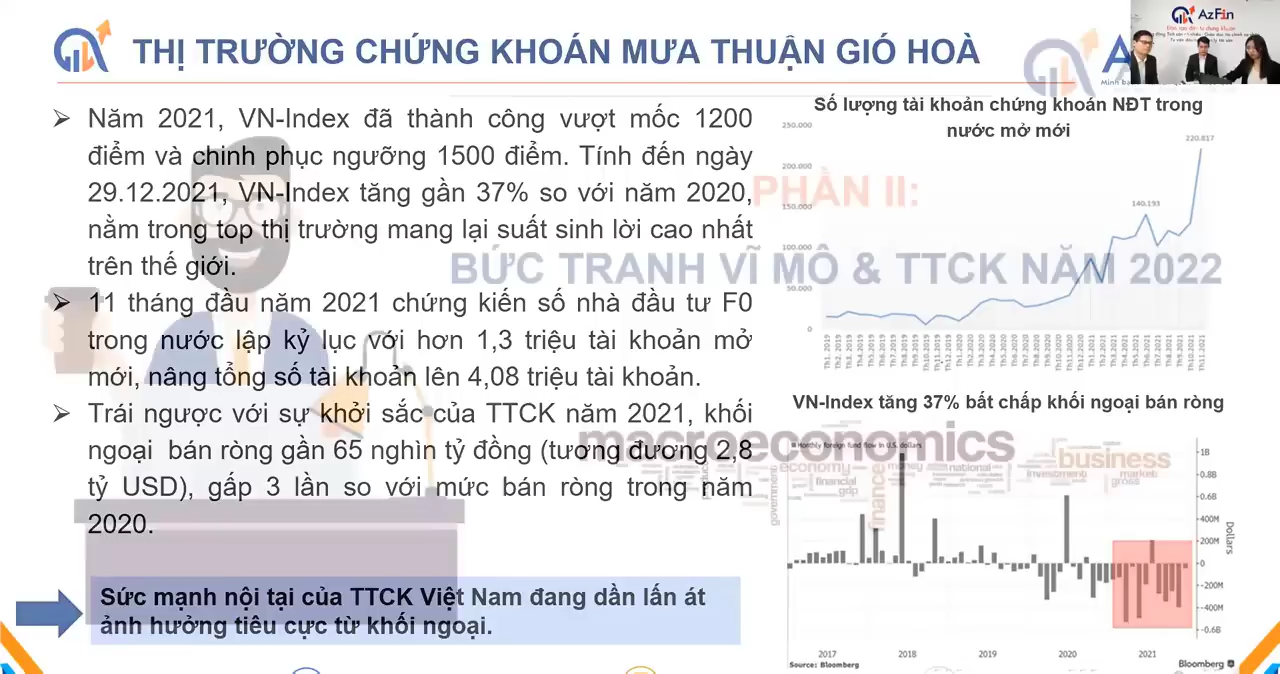 THỊ TRƯỜNG CHỨNG KHOÁN MƯA THUẬN GIÓ HOÀ
AzFin
Năm 2021, VN-Index đã thành công vượt mốc 1200
điểm và chinh phục ngưỡng 1500 điểm. Tính đến ngày
29.12.2021, VN-Index tăng gần 37% so với năm 2020,
nằm trong top thị trường mang lại suất sinh lời cao nhất
trên thế giới.
11 tháng đầu năm 2021 chứng kiến số nhà đầu tư F0
trong nước lập kỷ lục với hơn 1,3 triệu tài khoản mở
mới, nâng tổng số tài khoản lên 4,08 triệu tài khoản.
Trái ngược với sự khởi sắc của TTCK năm 2021, khối
ngoại bán ròng gần 65 nghìn tỷ đồng (tương đương 2,8
tỷ USD), gấp 3 lần so với mức bán ròng trong năm
2020.
Sức mạnh nội tại của TTCK Việt Nam đang dần lấn át
ảnh hưởng tiêu cực từ khối ngoại.
PHẦN II:
BỨC TRANH VĨ MÔ & TTCK NĂM 2022
Số lượng tài khoản chứng khoán NĐT trong
nước mở mới
250.000
200.000
150.000
100.000
50.000
0
140.193
220.817
VN-Index tăng 37% bất chấp khối ngoại bán ròng
Monthly foreign fund flow in U.S. dollars
macroeconomics
business
economy
financial
finance
government
national
investment
market
1B
0.8B
0.6B
400M
200M
0
-200M
-400M
-0.6B
Dollars
2017 2018 2019 2020 2021
Source: Bloomberg
Bloomberg